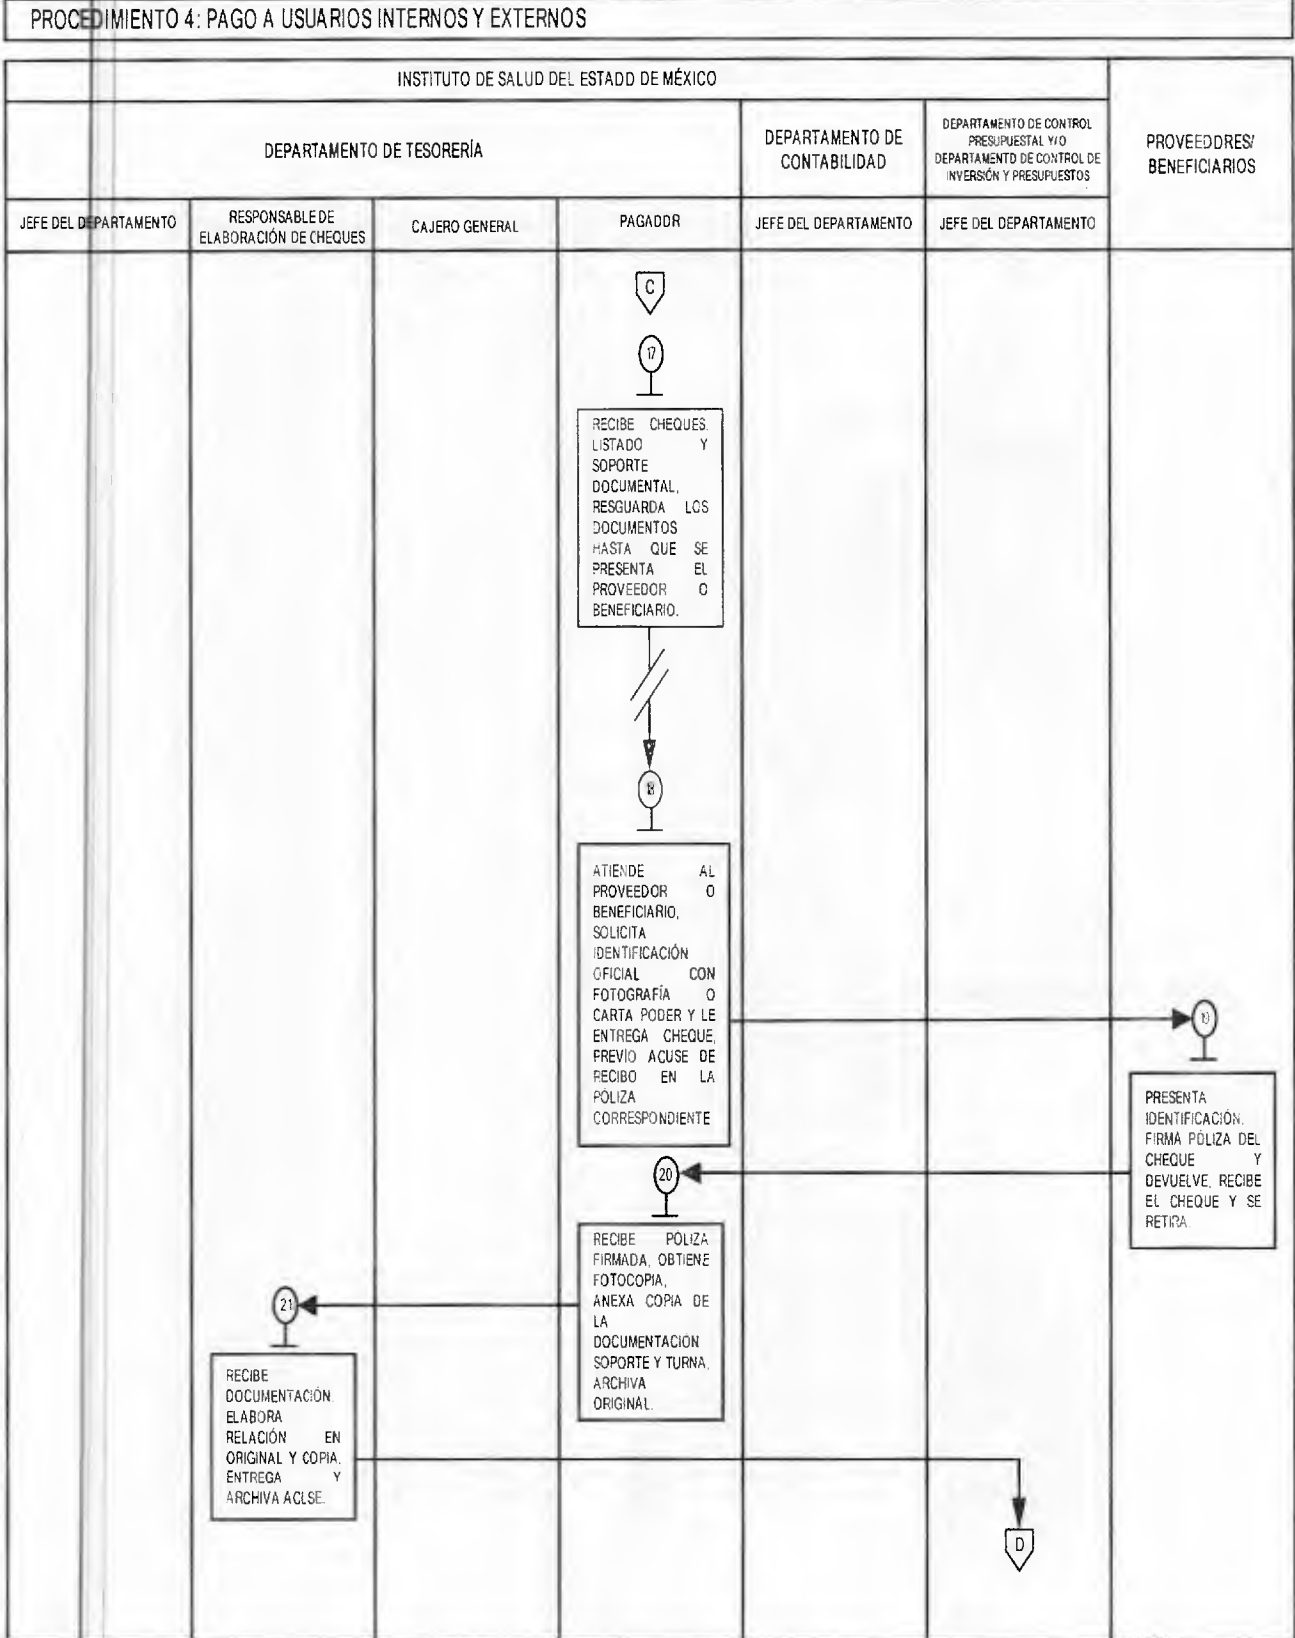 PROCEDIMIENTO 4: PAGO A USUARIOS INTERNOS Y EXTERNOS
INSTITUTO DE SALUD DEL ESTADO DE MÉXICO
DEPARTAMENTO DE TESORERÍA
DEPARTAMENTO DE
CONTABILIDAD
DEPARTAMENTO DE CONTROL
PRESUPUESTAL Y/O
DEPARTAMENTO DE CONTROL DE
INVERSIÓN Y PRESUPUESTOS
PROVEEDORES/
BENEFICIARIOS
JEFE DEL DEPARTAMENTO
RESPONSABLE DE
ELABORACIÓN DE CHEQUES
CAJERO GENERAL
PAGADOR
JEFE DEL DEPARTAMENTO
JEFE DEL DEPARTAMENTO
C
17
RECIBE CHEQUES.
LISTADO Y
SOPORTE
DOCUMENTAL,
RESGUARDA LOS
DOCUMENTOS
HASTA QUE SE
PRESENTA EL
PROVEEDOR O
BENEFICIARIO.
18
ATIENDE AL
PROVEEDOR O
BENEFICIARIO,
SOLICITA
IDENTIFICACIÓN
OFICIAL CON
FOTOGRAFÍA O
CARTA PODER Y LE
ENTREGA CHEQUE,
PREVIO ACUSE DE
RECIBO EN LA
PÓLIZA
CORRESPONDIENTE
19
PRESENTA
IDENTIFICACIÓN.
FIRMA PÓLIZA DEL
CHEQUE Y
DEVUELVE, RECIBE
EL CHEQUE Y SE
RETIRA.
20
RECIBE PÓLIZA
FIRMADA, OBTIENE
FOTOCOPIA,
ANEXA COPIA DE
LA
DOCUMENTACION
SOPORTE Y TURNA,
ARCHIVA
ORIGINAL.
21
RECIBE
DOCUMENTACIÓN.
ELABORA
RELACIÓN EN
ORIGINAL Y COPIA.
ENTREGA Y
ARCHIVA ACUSE.
D